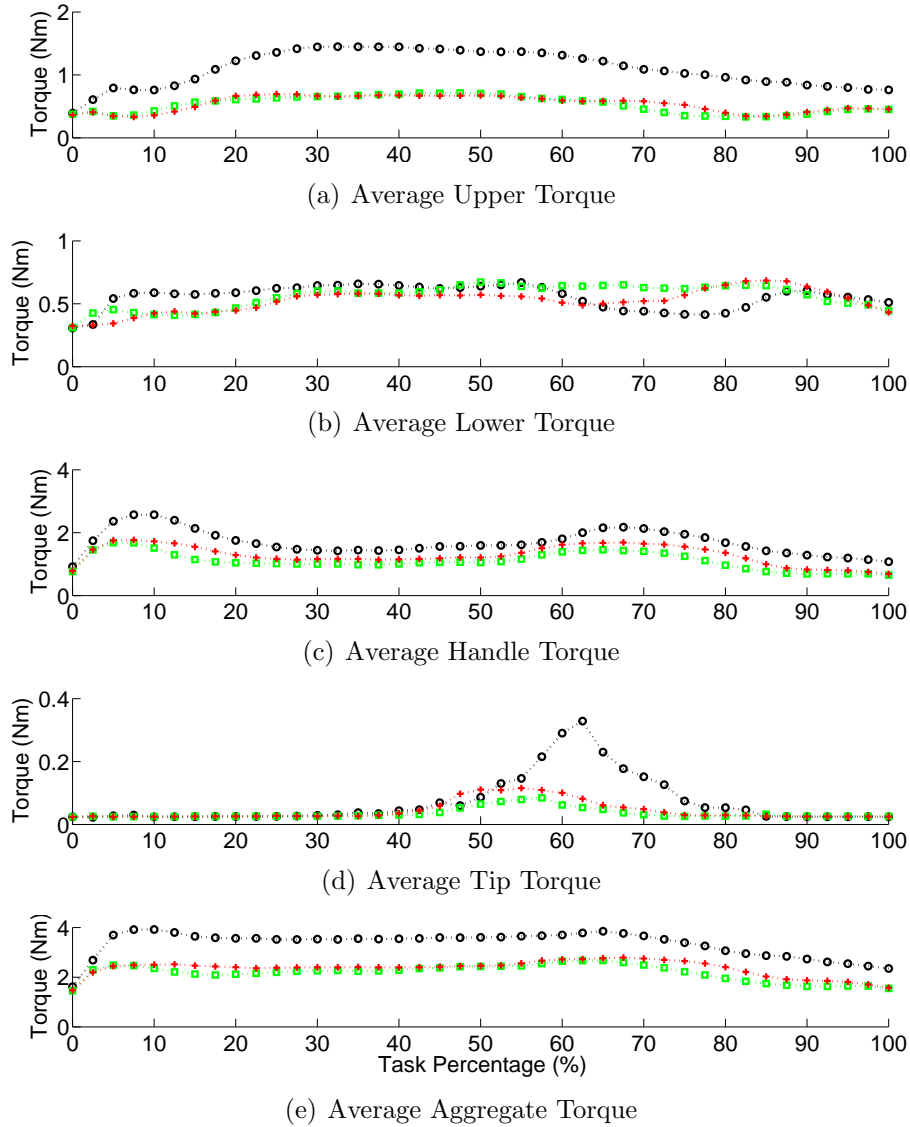 2
1
0
Torque (Nm)
0 10 20 30 40 50 60 70 80 90 100
(a) Average Upper Torque
1
0.5
0
Torque (Nm)
0 10 20 30 40 50 60 70 80 90 100
(b) Average Lower Torque
4
2
0
Torque (Nm)
0 10 20 30 40 50 60 70 80 90 100
(c) Average Handle Torque
0.4
0.2
0
Torque (Nm)
0 10 20 30 40 50 60 70 80 90 100
(d) Average Tip Torque
4
2
0
Torque (Nm)
0 10 20 30 40 50 60 70 80 90 100
Task Percentage (%)
(e) Average Aggregate Torque